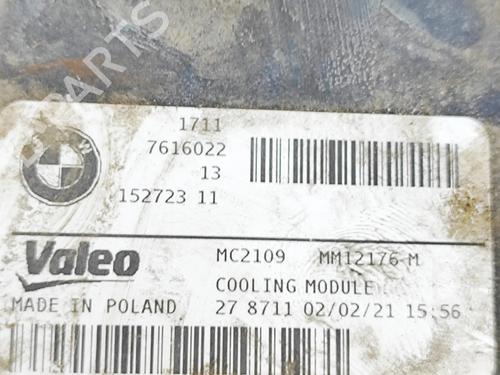 PARTS
1711
7616022
13
152723 11
Valeo
MC2109 MM12176-M
COOLING MODULE
MADE IN POLAND
27 8711 02/02/21 15:56